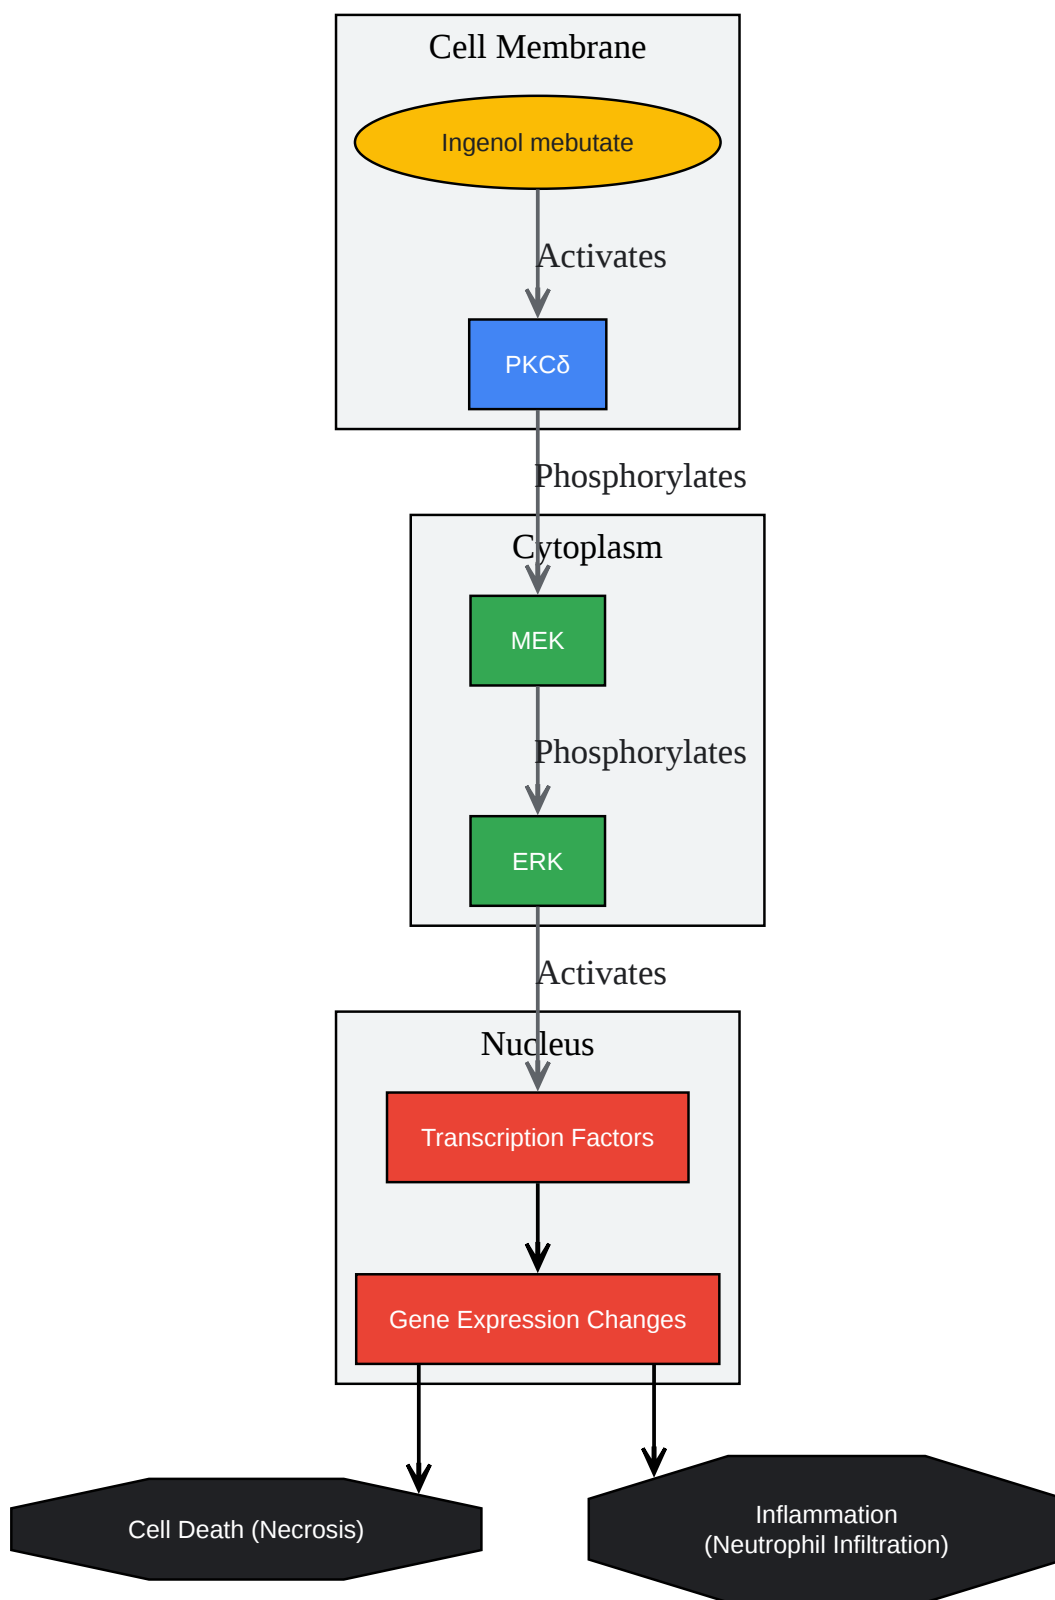 Cell Membrane
Ingenol mebutate
Activates
PKCδ
Phosphorylates
Cytoplasm
MEK
Phosphorylates
ERK
Activates
Nucleus
Transcription Factors
Gene Expression Changes
Cell Death (Necrosis)
Inflammation
(Neutrophil Infiltration)